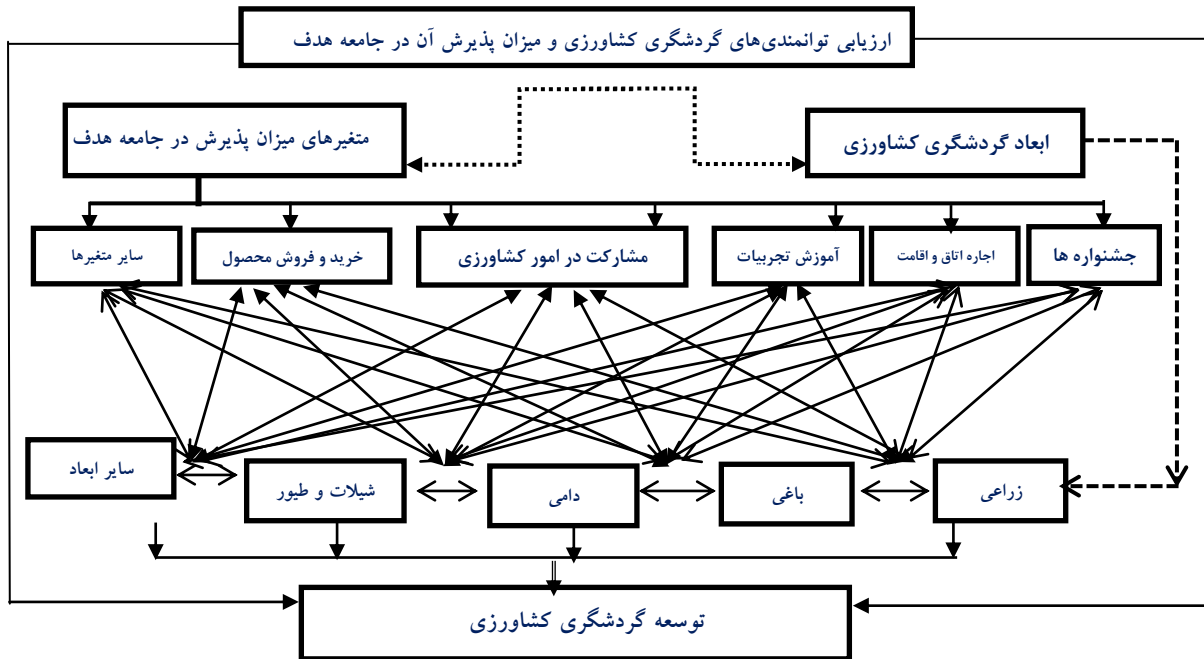 ارزیابی توانمندی‌های گردشگری کشاورزی و میزان پذیرش آن در جامعه هدف
ابعاد گردشگری کشاورزی
متغیرهای میزان پذیرش در جامعه هدف
جشنواره ها
اجاره اتاق و اقامت
آموزش تجربیات
مشارکت در امور کشاورزی
خرید و فروش محصول
سایر متغیرها
زراعی
باغی
دامی
شیلات و طیور
سایر ابعاد
توسعه گردشگری کشاورزی